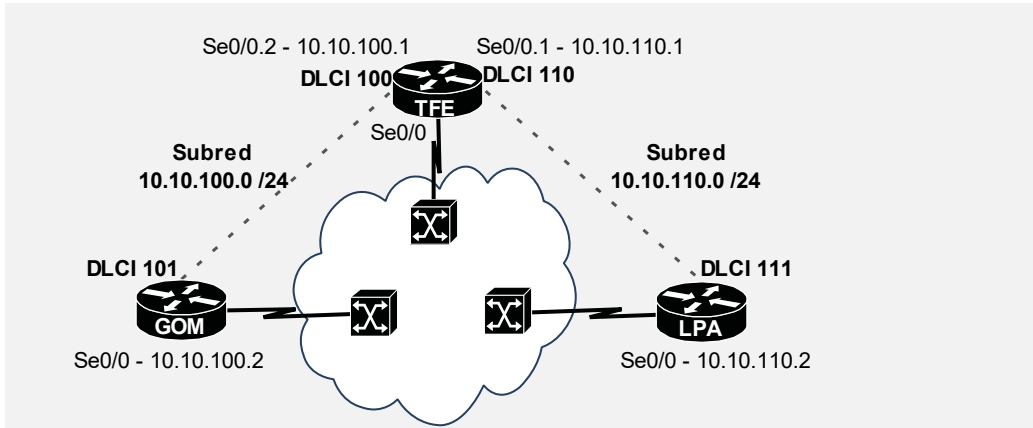 Se0/0.2 - 10.10.100.1 Se0/0.1 - 10.10.110.1
DLCI 100 DLCI 110
TFE
Se0/0
Subred
10.10.100.0 /24
Subred
10.10.110.0 /24
DLCI 101
GOM
Se0/0 - 10.10.100.2
DLCI 111
LPA
Se0/0 - 10.10.110.2